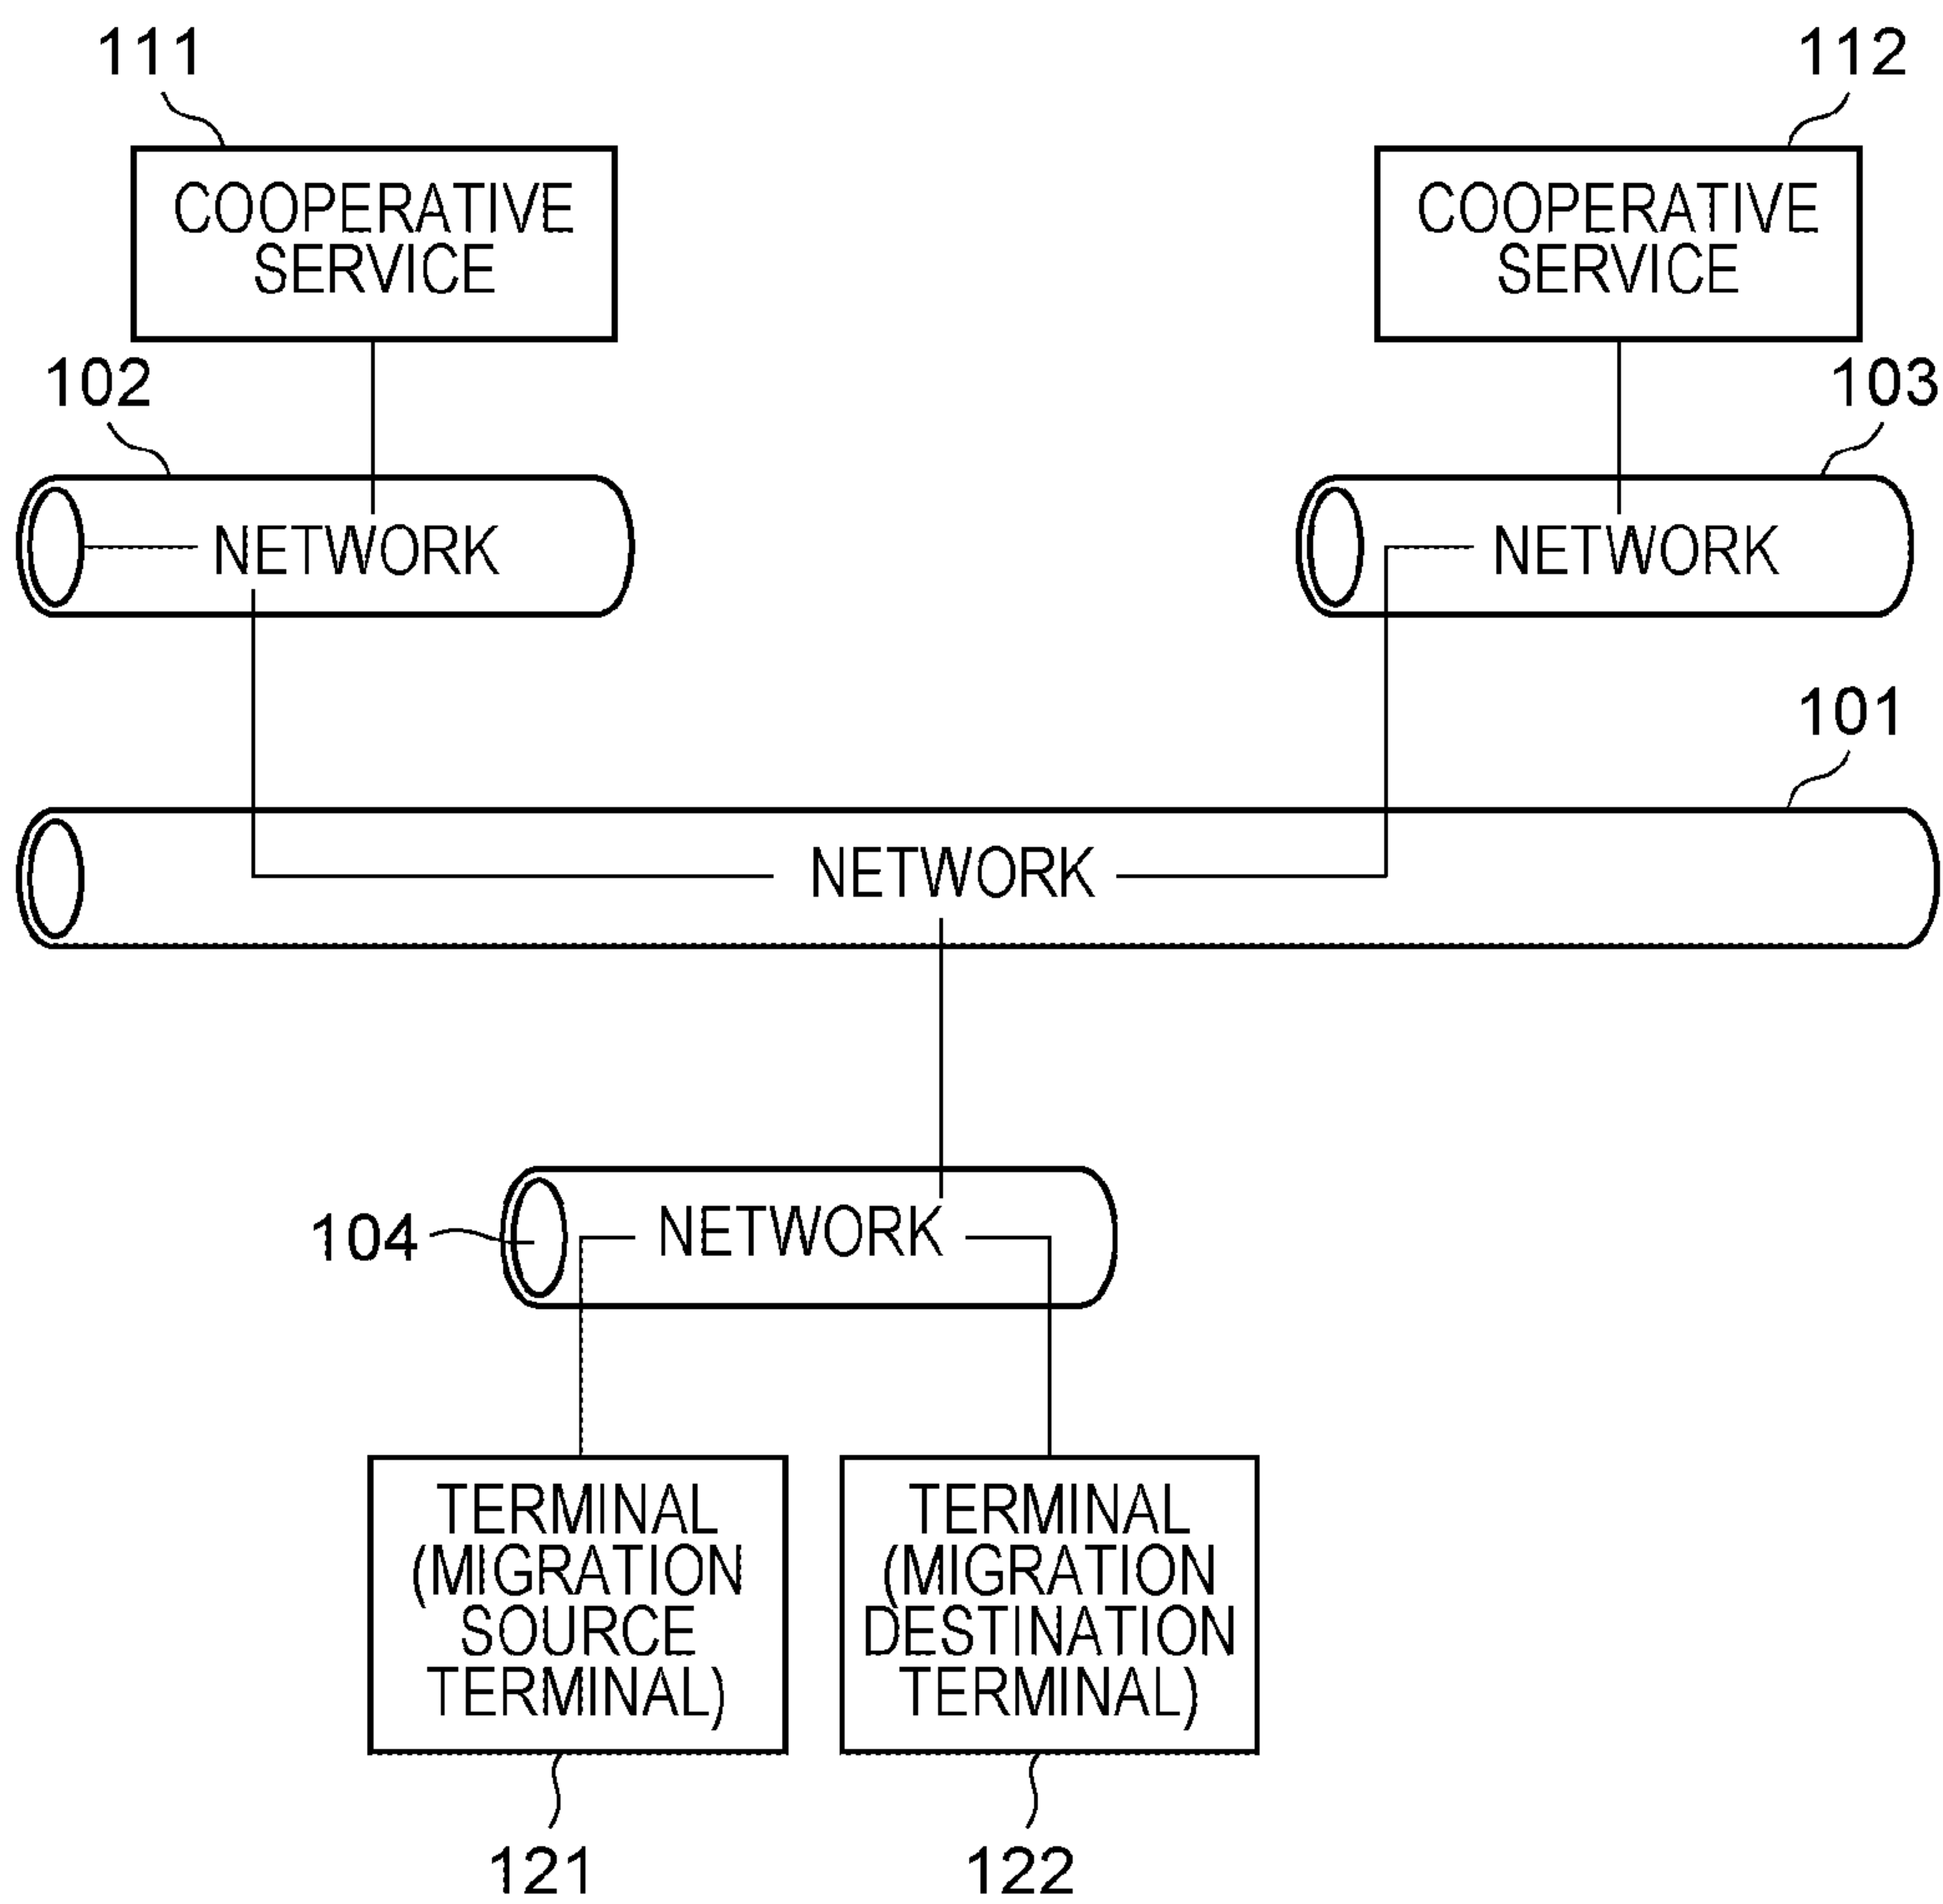 111
112
COOPERATIVE
SERVICE
COOPERATIVE
SERVICE
102
103
NETWORK
NETWORK
101
NETWORK
104
NETWORK
TERMINAL
(MIGRATION
SOURCE
TERMINAL)
TERMINAL
(MIGRATION
DESTINATION
TERMINAL)
121
122